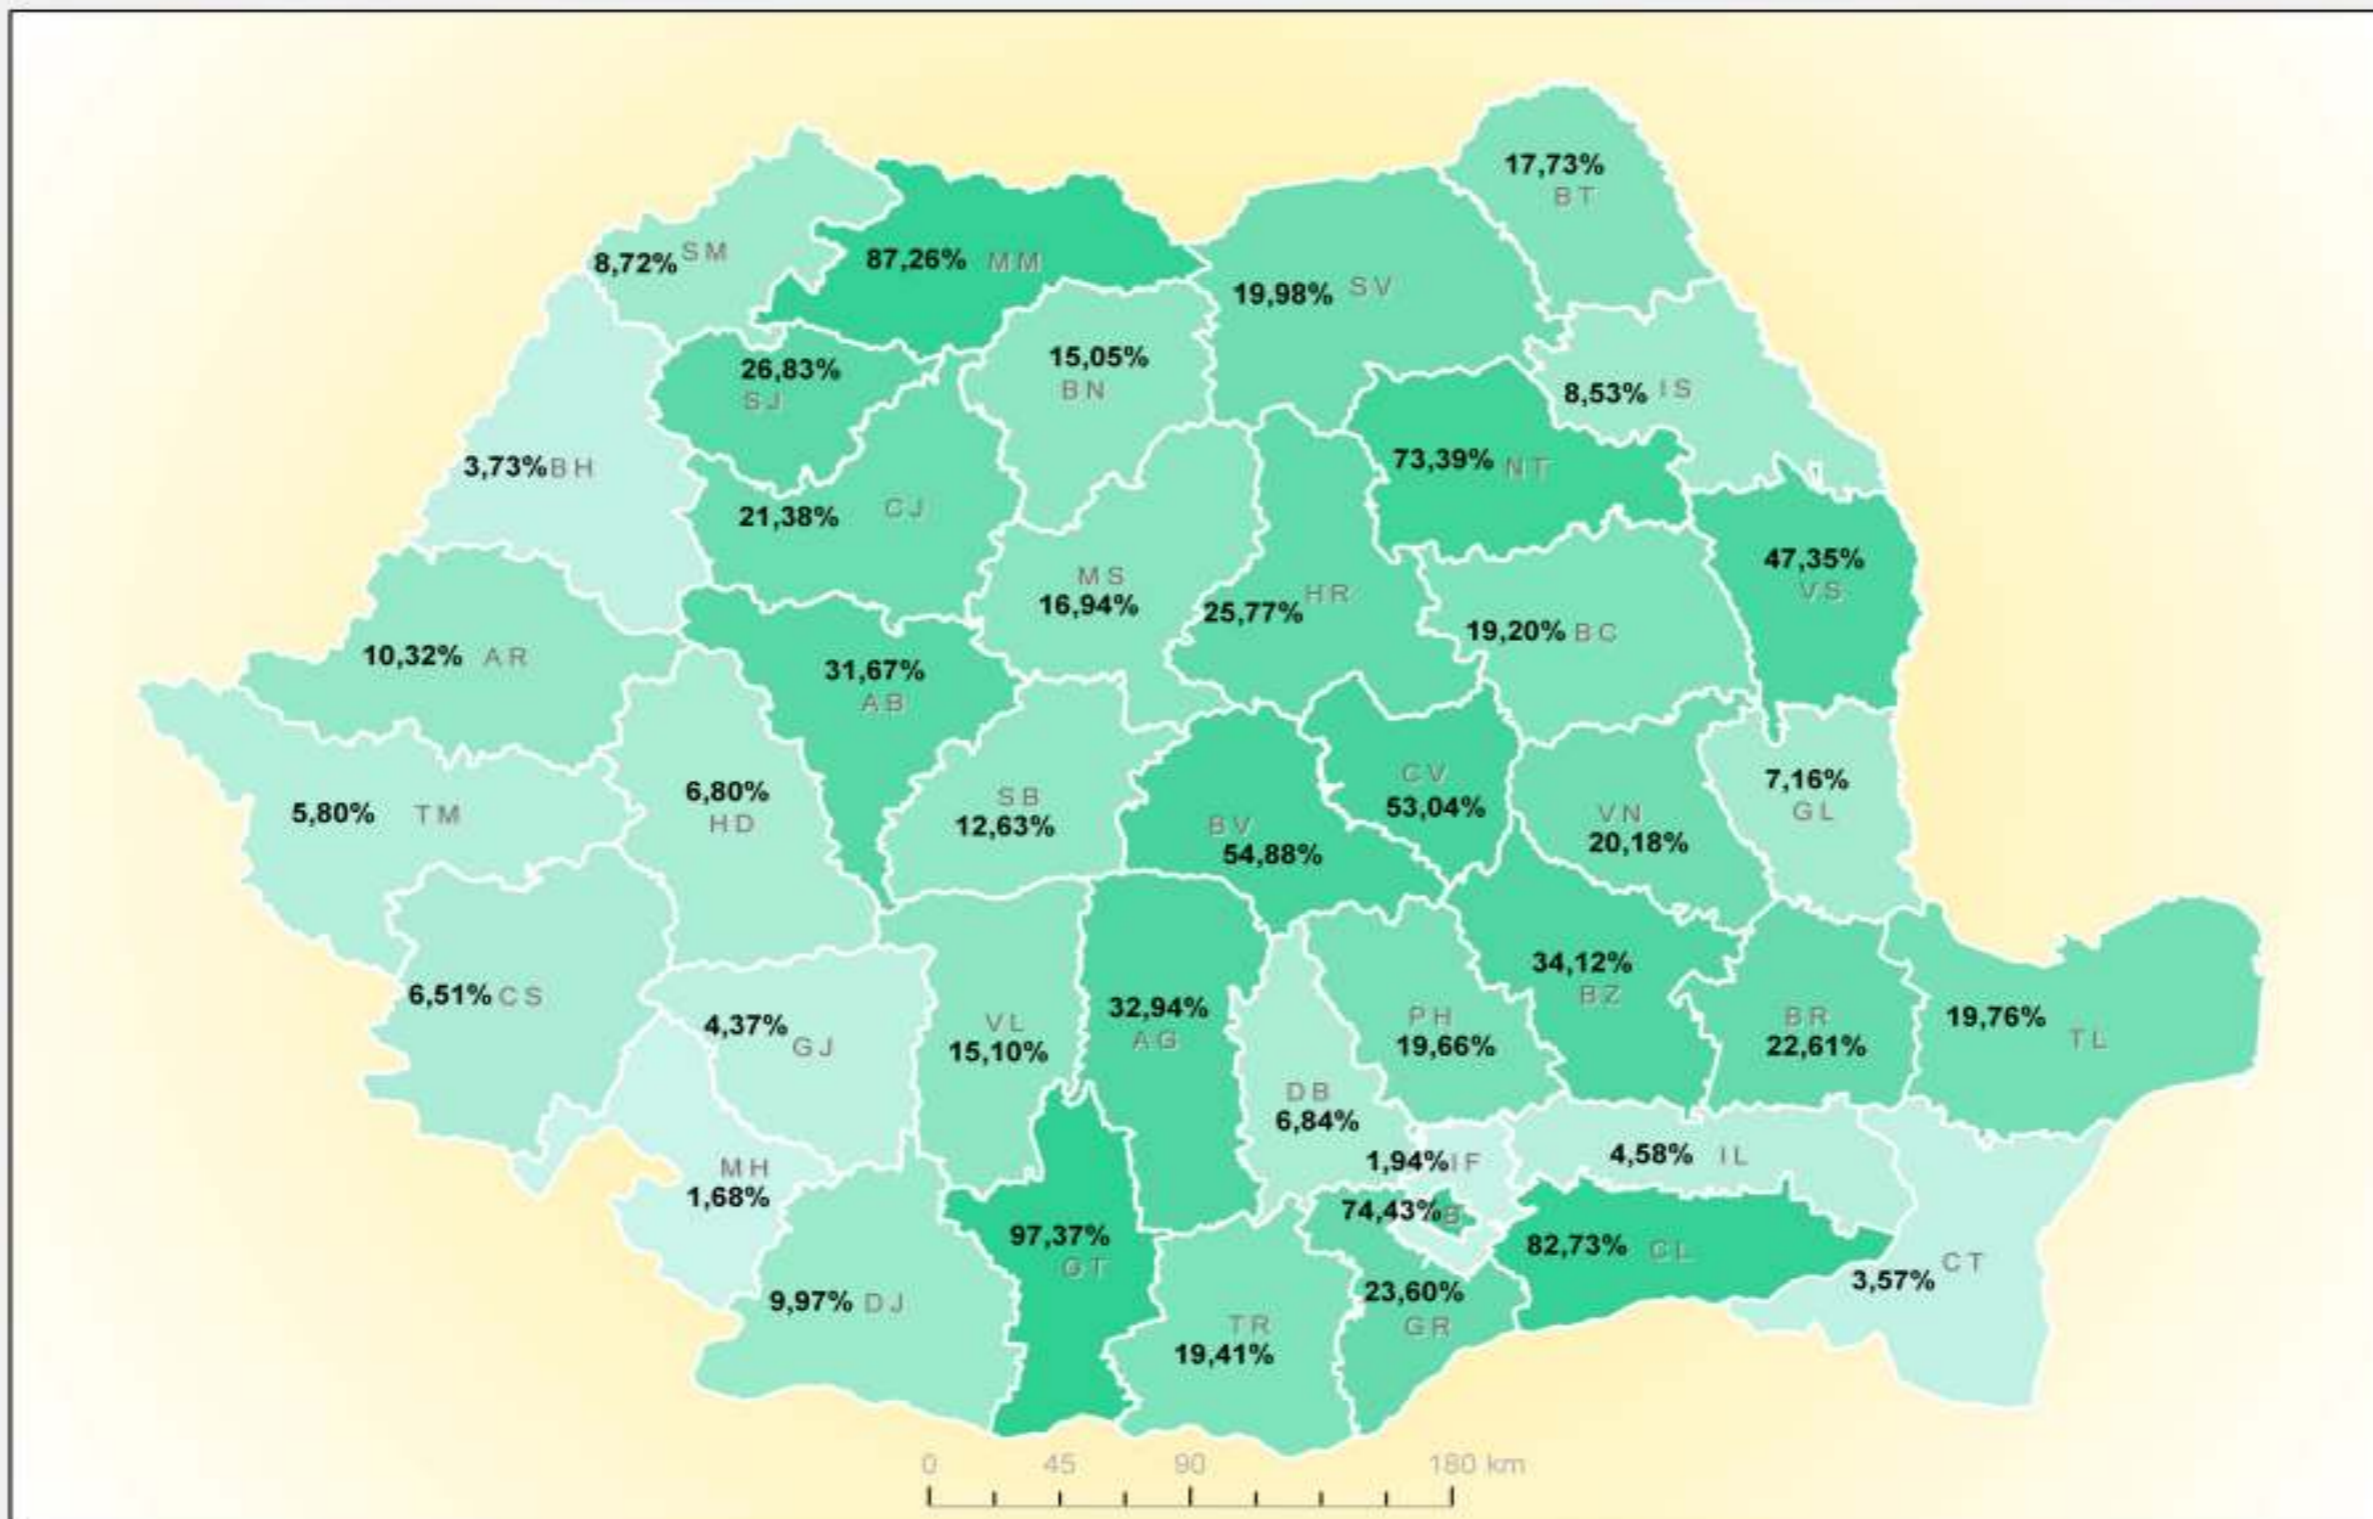 17,73%
BT
8,72% SM
87,26% MM
19,98% SV
15,05%
BN
26,83%
SJ
8,53% IS
3,73% BH
73,39% NT
21,38% CJ
47,35%
VS
MS
16,94%
25,77% HR
19,20% BC
10,32% AR
31,67%
AB
5,80% TM
6,80%
HD
SB
12,63%
BV
54,88%
CV
53,04%
VN
20,18%
7,16%
GL
6,51% CS
4,37%
GJ
VL
15,10%
32,94%
AG
PH
19,66%
34,12%
BZ
BR
22,61%
19,76%
TL
DB
6,84%
MH
1,68%
1,94% IF
4,58% IL
74,43%
97,37%
OT
82,73% CL
3,57% CT
9,97% DJ
23,60%
GR
TR
19,41%
0 45 90 180 km